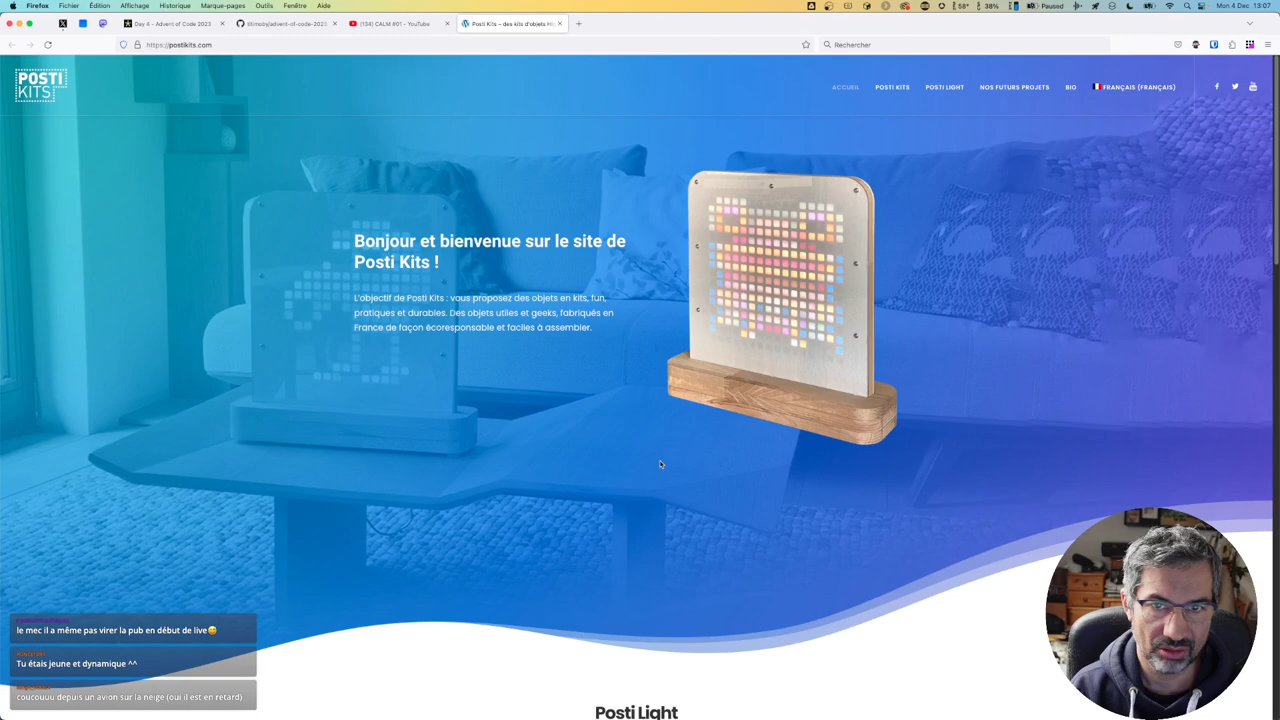 Firefox Fichier Édition Affichage Historique Marque-pages Outils Fenêtre Aide
58° 38% Paused Mon 4 Dec 13:07
Day 4 - Advent of Code 2023
(134) CALM #01 - YouTube
Posti Kits – des kits d'objets
https://postikits.com
Rechercher
POSTI
KITS
ACCUEIL POSTI KITS POSTI LIGHT NOS FUTURS PROJETS BIO FRANÇAIS (FRANÇAIS)
Bonjour et bienvenue sur le site de
Posti Kits !
L'objectif de Posti Kits : vous proposez des objets en kits, fun,
pratiques et durables. Des objets utiles et geeks, fabriqués en
France de façon écoresponsable et faciles à assembler.
le mec il a même pas virer la pub en début de live😅
Tu étais jeune et dynamique ^^
coucouuu depuis un avion sur la neige (oui il est en retard)
Posti Light